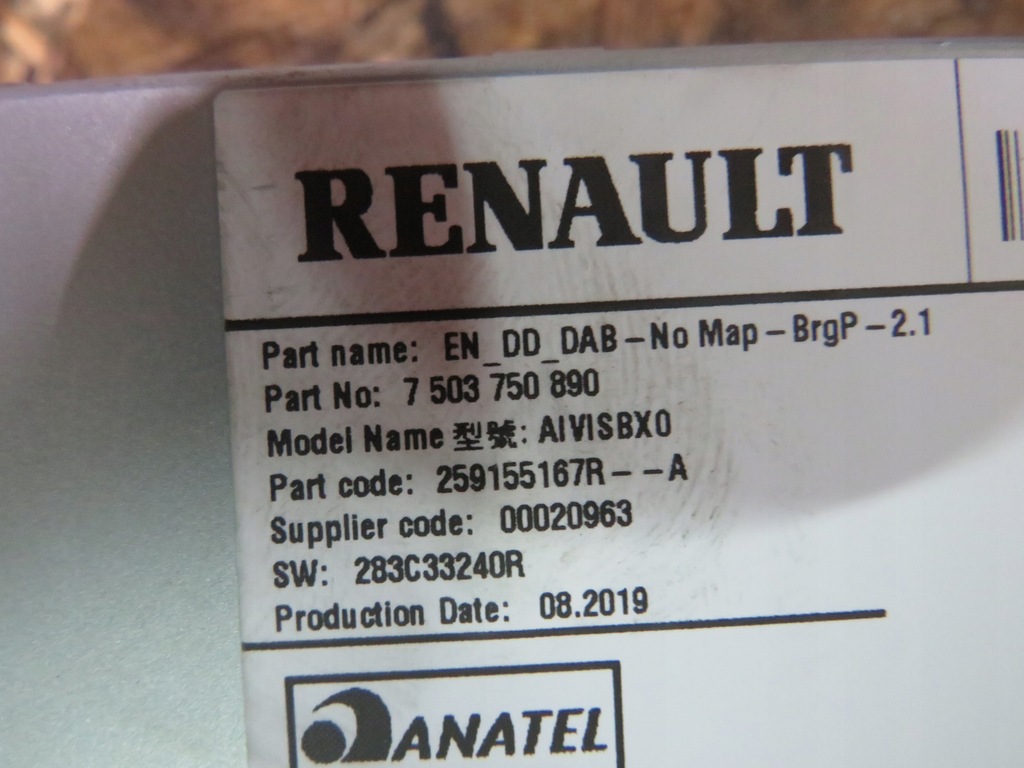 RENAULT
Part name: EN_DD_DAB-No Map-BrgP-2.1
Part No: 7 503 750 890
Model Name 型號: AIVISBX0
Part code: 259155167R--A
Supplier code: 00020963
SW: 283C33240R
Production Date: 08.2019
ANATEL